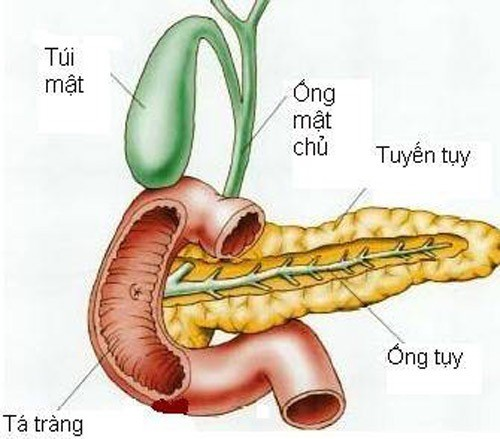 Túi
mật
Ống
mật
chủ
Tuyến tụy
Ống tụy
Tá tràng